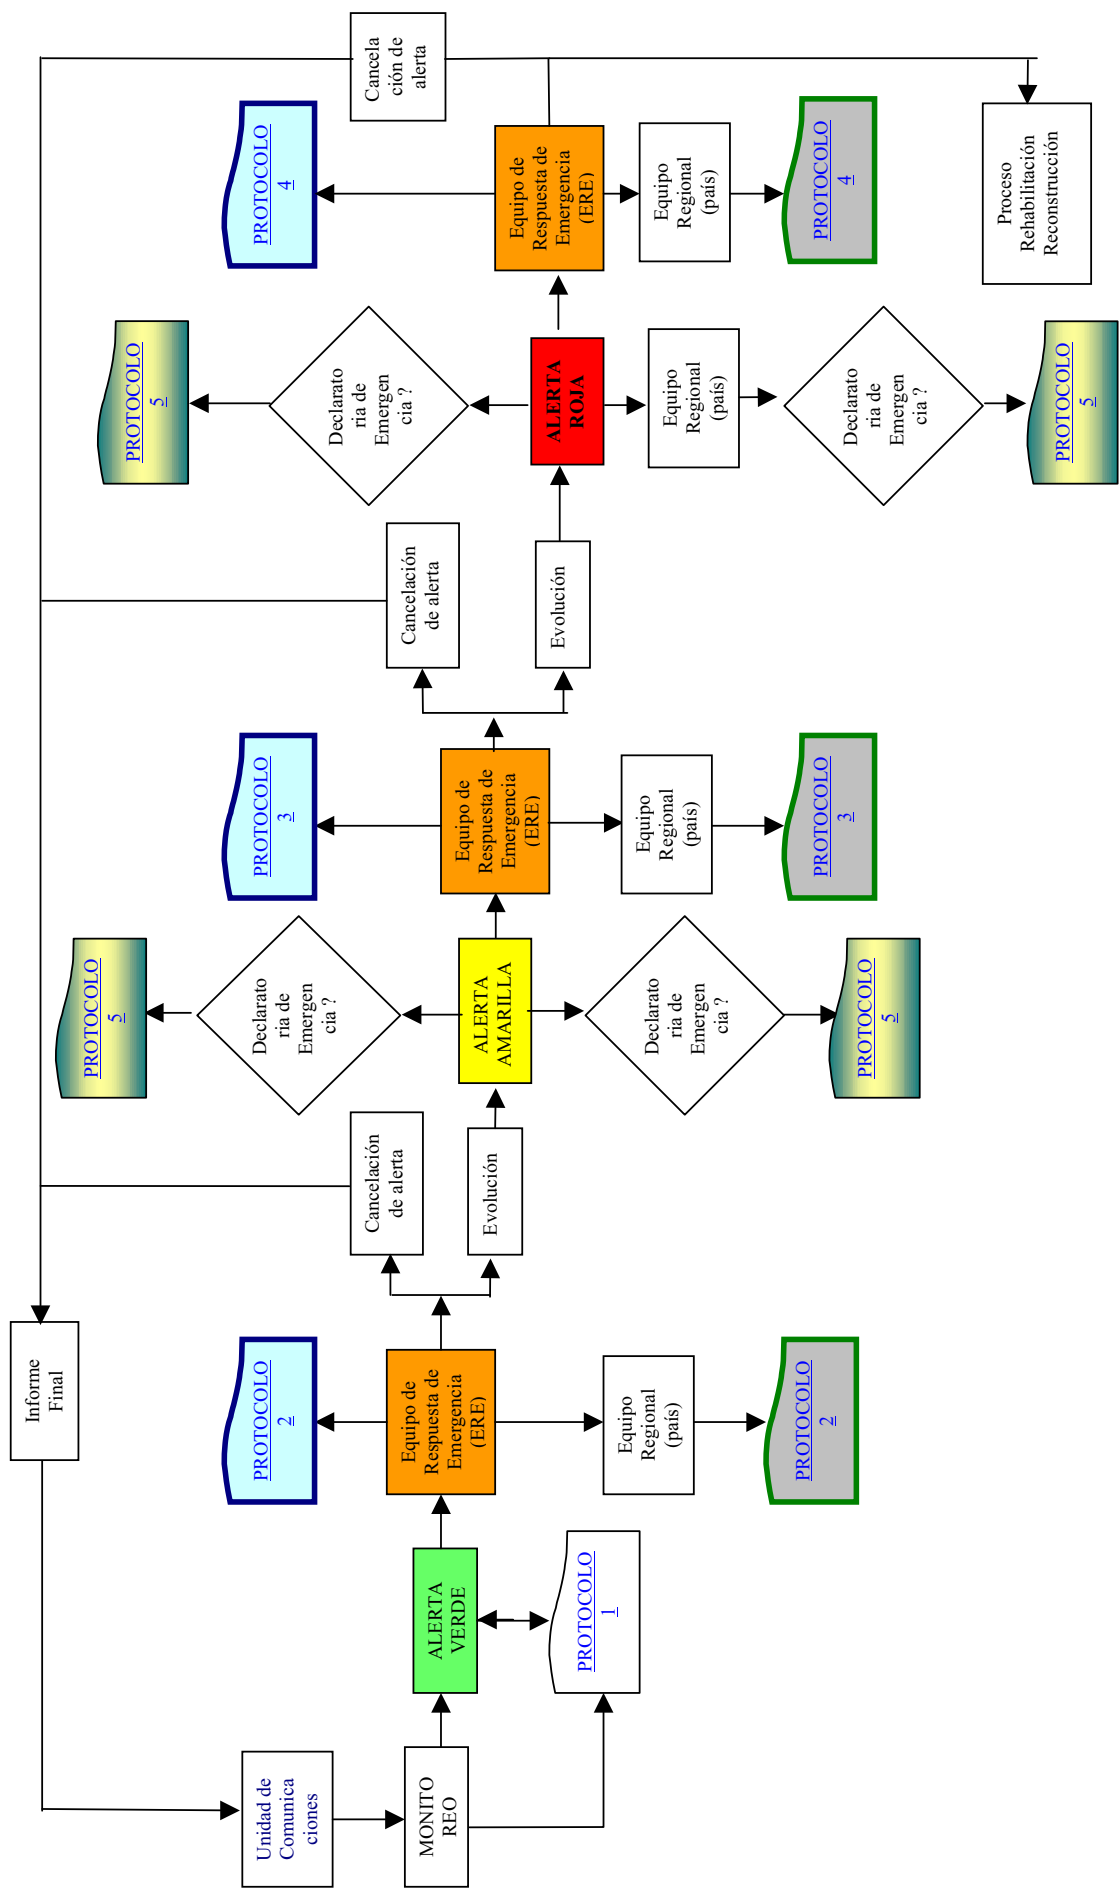 Informe
Final
Unidad de
Comunica
ciones
MONITO
REO
ALERTA
VERDE
PROTOCOLO
1
PROTOCOLO
2
Equipo de
Respuesta de
Emergencia
(ERE)
Equipo
Regional
(país)
PROTOCOLO
2
Cancelación
de alerta
Evolución
PROTOCOLO
5
Declarato
ria de
Emergen
cia ?
ALERTA
AMARILLA
Declarato
ria de
Emergen
cia ?
PROTOCOLO
5
PROTOCOLO
3
Equipo de
Respuesta de
Emergencia
(ERE)
Equipo
Regional
(país)
PROTOCOLO
3
Cancelación
de alerta
Evolución
PROTOCOLO
5
Declarato
ria de
Emergen
cia ?
ALERTA
ROJA
Equipo
Regional
(país)
Declarato
ria de
Emergen
cia ?
PROTOCOLO
5
PROTOCOLO
4
Equipo de
Respuesta de
Emergencia
(ERE)
Equipo
Regional
(país)
PROTOCOLO
4
Cancela
ción de
alerta
Proceso
Rehabilitación
Reconstrucción